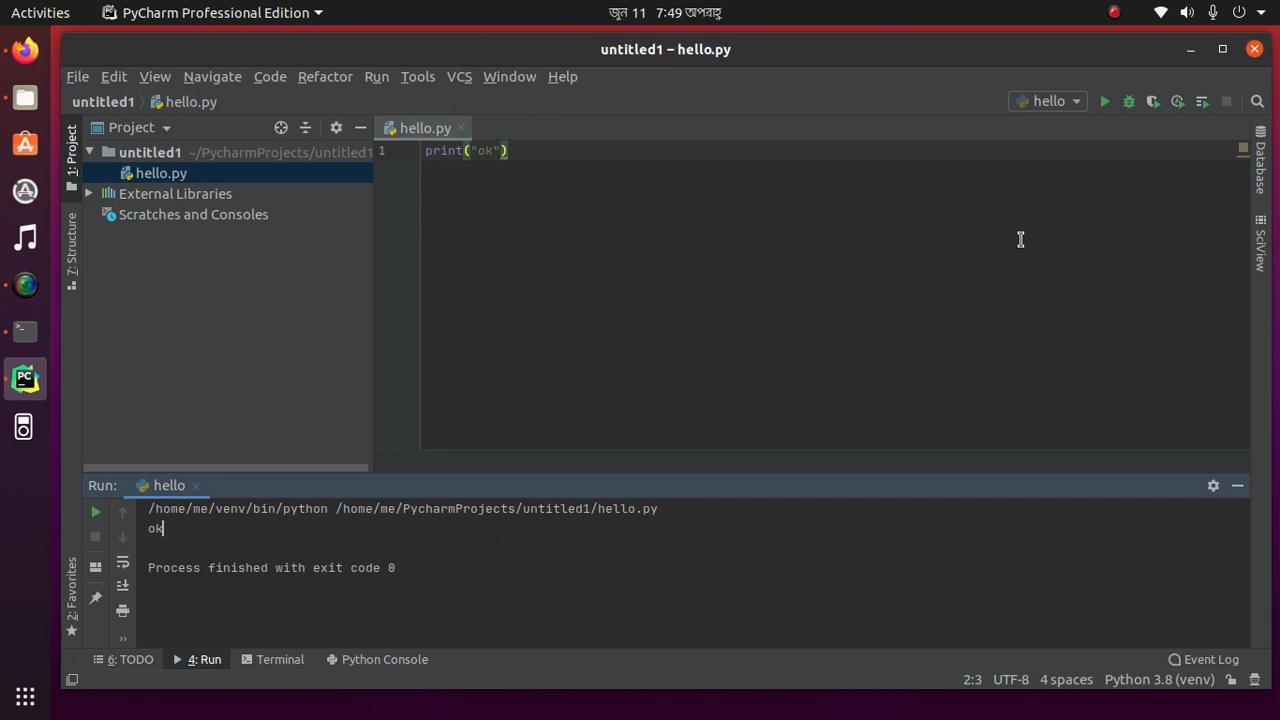 Activities PyCharm Professional Edition জুন 11 7:49 অপরাহ্ণ
untitled1 – hello.py
File Edit View Navigate Code Refactor Run Tools VCS Window Help
untitled1 hello.py hello
1: Project Project hello.py Database
untitled1 ~/PycharmProjects/untitled1 1 print("ok")
hello.py
External Libraries
Scratches and Consoles
7: Structure SciView
Run: hello
/home/me/venv/bin/python /home/me/PycharmProjects/untitled1/hello.py
ok
Process finished with exit code 0
2: Favorites
6: TODO 4: Run Terminal Python Console Event Log
2:3 UTF-8 4 spaces Python 3.8 (venv)